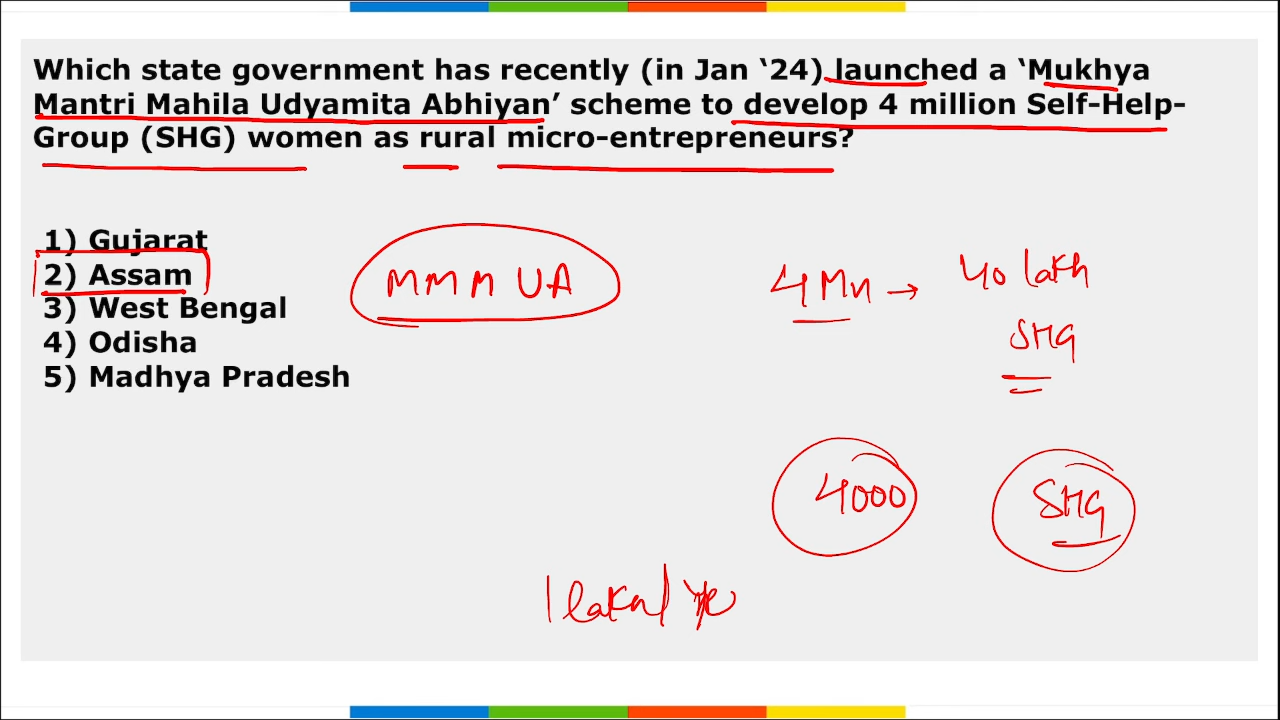 Which state government has recently (in Jan ‘24) launched a ‘Mukhya
Mantri Mahila Udyamita Abhiyan’ scheme to develop 4 million Self-Help-
Group (SHG) women as rural micro-entrepreneurs?
1) Gujarat
2) Assam
3) West Bengal
4) Odisha
5) Madhya Pradesh
MMMUA
4Mn → 40 lakh
SHG
4000 SHG
1 lakh/